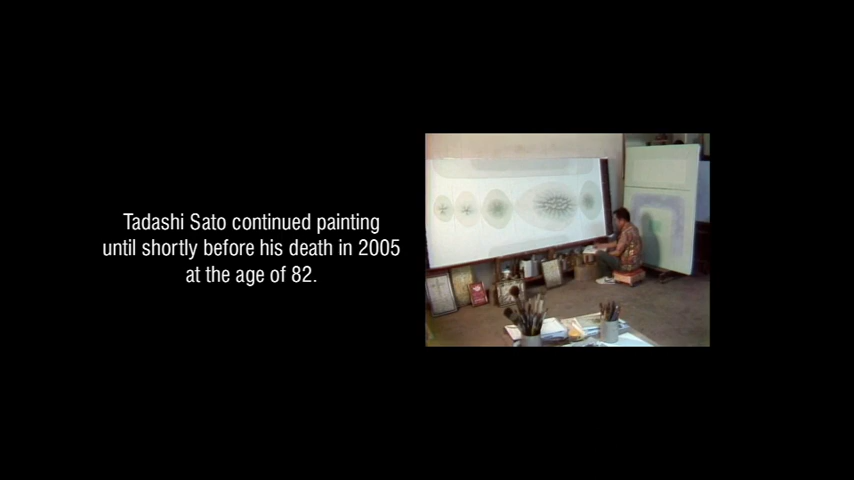 Tadashi Sato continued painting
until shortly before his death in 2005
at the age of 82.